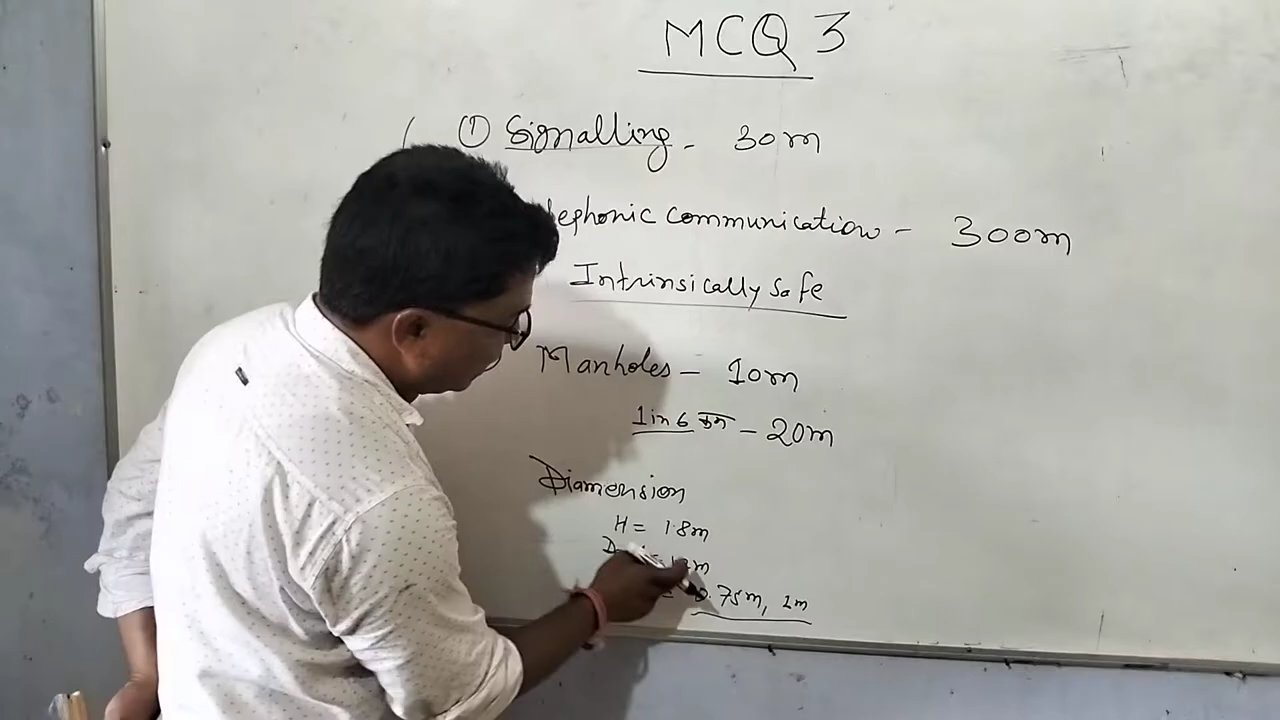 MCQ 3
① Signalling - 30m
lephonic communication - 300m
Intrinsically Safe
Manholes - 10m
1 in 6 कम - 20m
Diamension
H = 1.8m
D m
= 0.75m, 1m